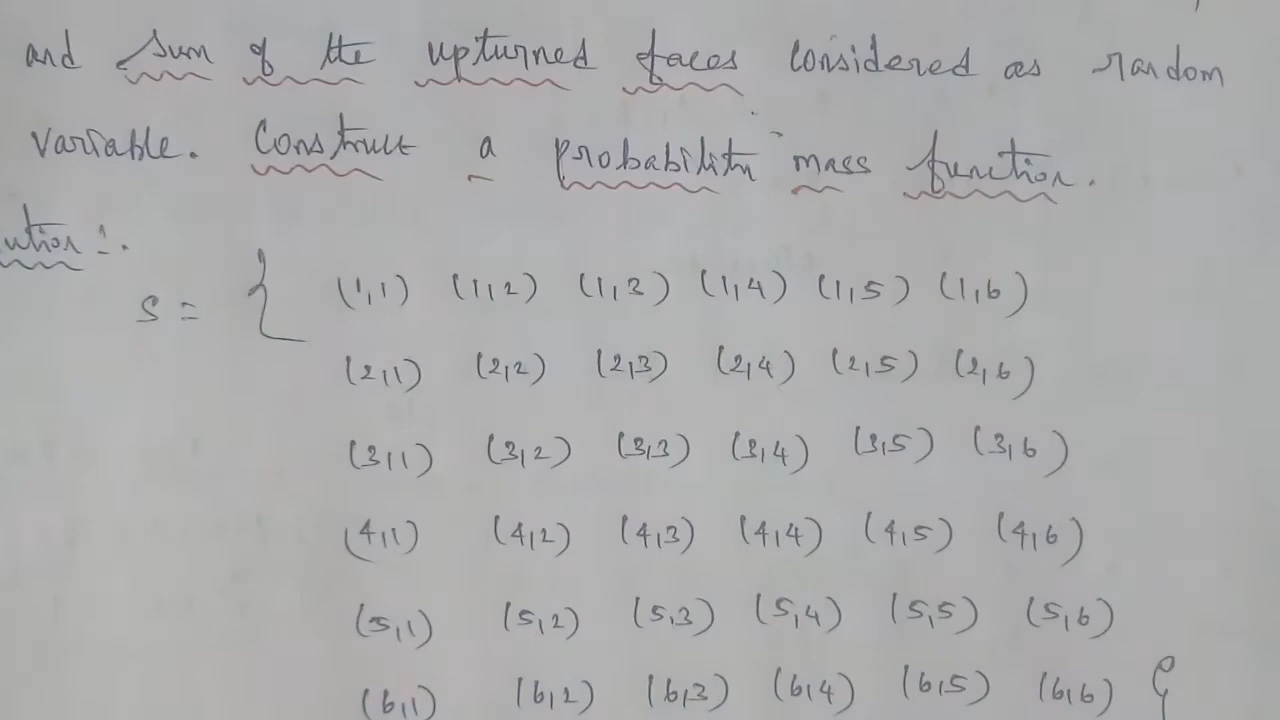 and sum of the upturned faces considered as random
variable. Construct a probability mass function.
ution:
S = { (1,1) (1,2) (1,3) (1,4) (1,5) (1,6)
(2,1) (2,2) (2,3) (2,4) (2,5) (2,6)
(3,1) (3,2) (3,3) (3,4) (3,5) (3,6)
(4,1) (4,2) (4,3) (4,4) (4,5) (4,6)
(5,1) (5,2) (5,3) (5,4) (5,5) (5,6)
(6,1) (6,2) (6,3) (6,4) (6,5) (6,6) }